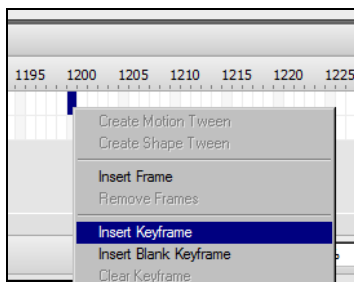 1195 1200 1205 1210 1215 1220 1225
Create Motion Tween
Create Shape Tween
Insert Frame
Remove Frames
Insert Keyframe
Insert Blank Keyframe
Clear Keyframe